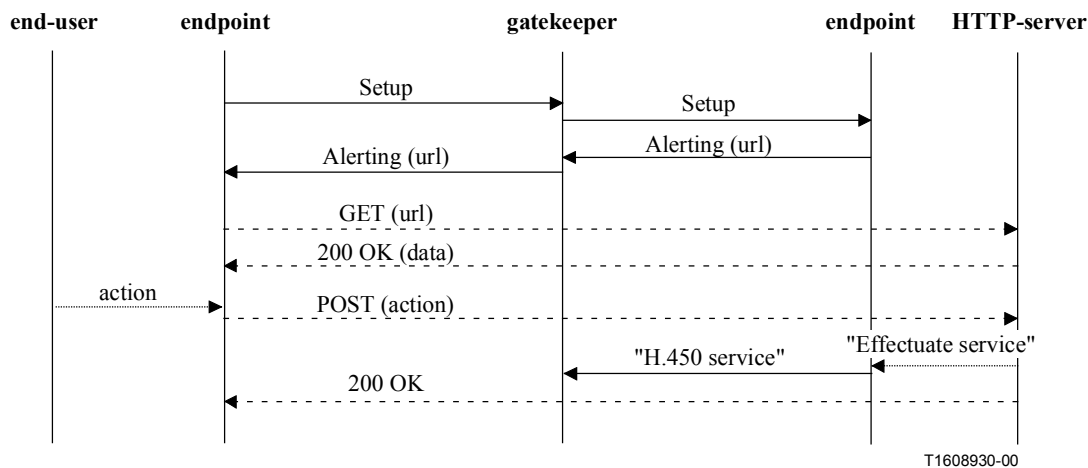 end-user endpoint gatekeeper endpoint HTTP-server
Setup
Setup
Alerting (url)
Alerting (url)
GET (url)
200 OK (data)
action
POST (action)
"Effectuate service"
"H.450 service"
200 OK
T1608930-00